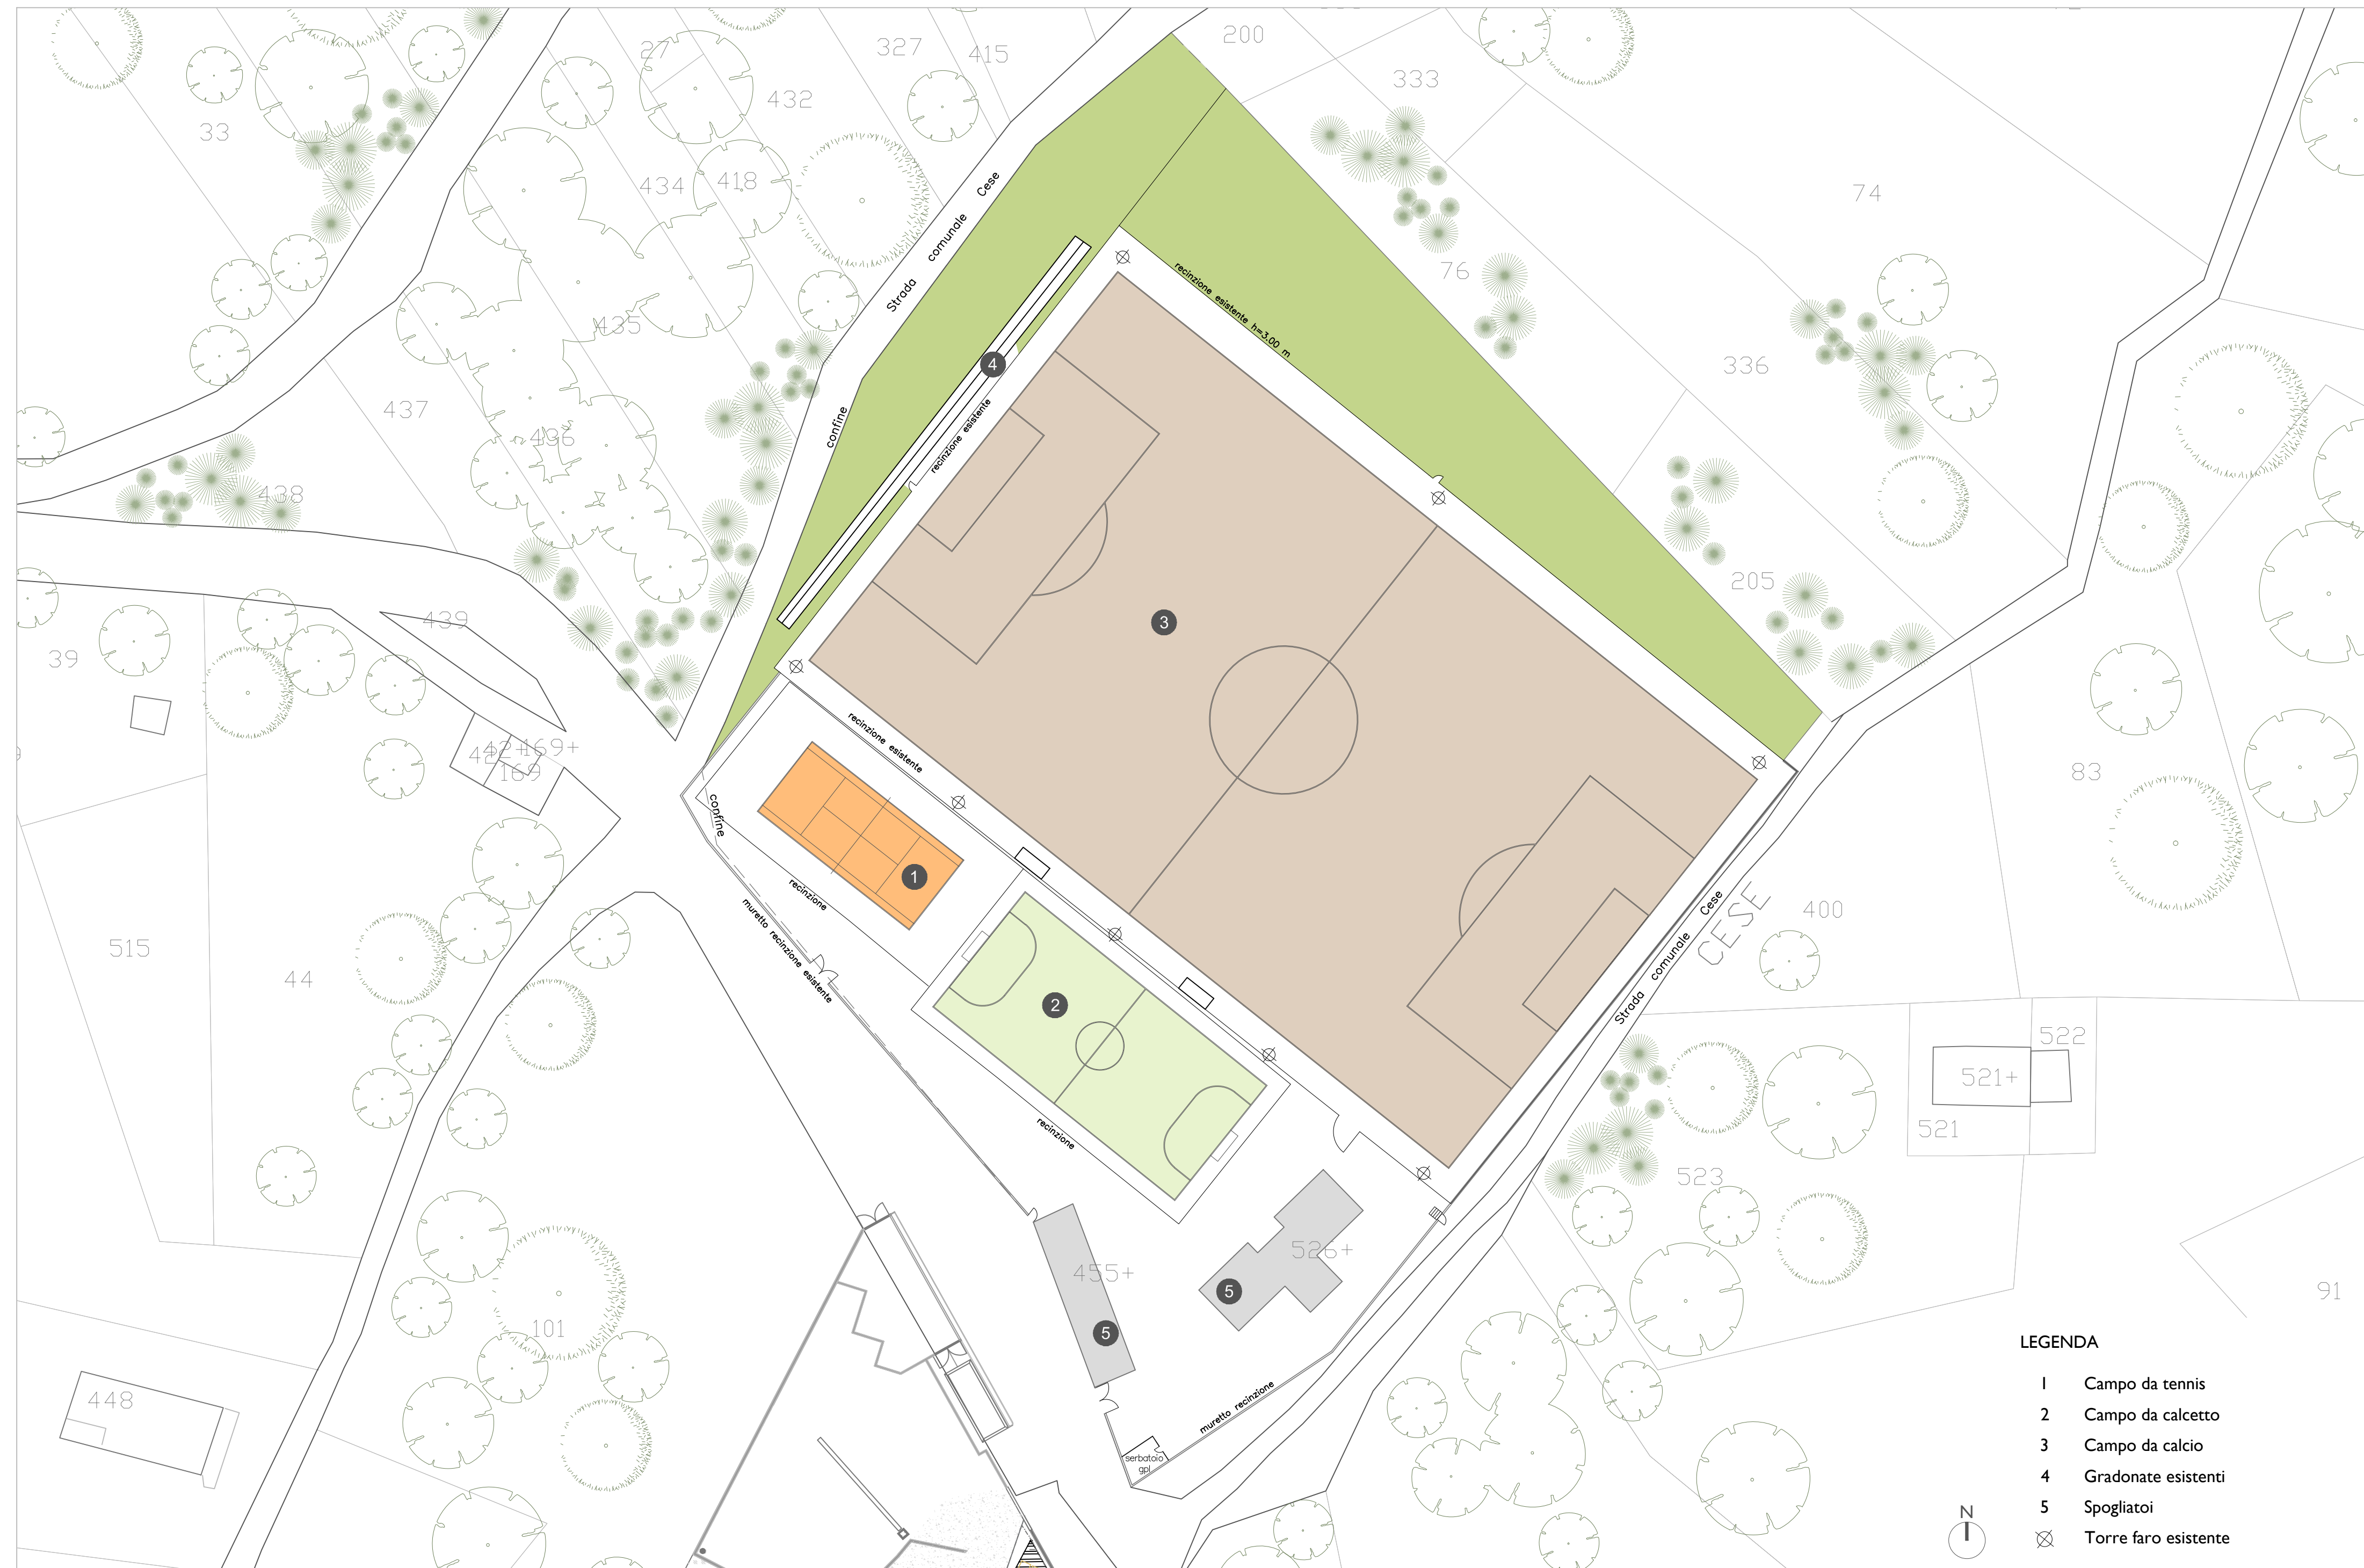 200
27
327
415
432
333
33
434
418
74
76
435
336
437
436
438
205
439
39
169+
169
83
400
515
44
522
521+
521
523
526+
455+
101
91
448
Strada comunale Cese
confine
recinzione esistente h=3.00 m
recinzione esistente
4
3
recinzione esistente
confine
1
recinzione
muretto recinzione esistente
2
recinzione
Strada comunale Cese
CESE
5
5
muretto recinzione
serbatoio
gpl
LEGENDA
1 Campo da tennis
2 Campo da calcetto
3 Campo da calcio
4 Gradonate esistenti
5 Spogliatoi
Torre faro esistente
N